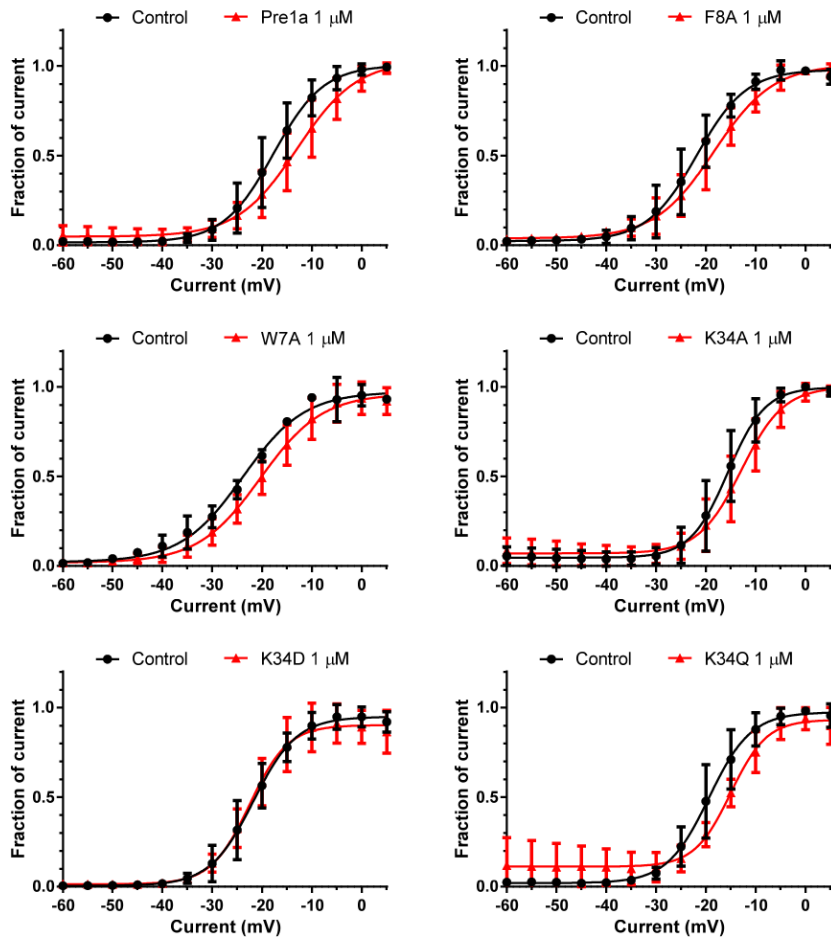 Control Pre1a 1 μM
Fraction of current
1.0
0.5
0.0
-60 -50 -40 -30 -20 -10 0
Current (mV)
Control F8A 1 μM
Fraction of current
1.0
0.5
0.0
-60 -50 -40 -30 -20 -10 0
Current (mV)
Control W7A 1 μM
Fraction of current
1.0
0.5
0.0
-60 -50 -40 -30 -20 -10 0
Current (mV)
Control K34A 1 μM
Fraction of current
1.0
0.5
0.0
-60 -50 -40 -30 -20 -10 0
Current (mV)
Control K34D 1 μM
Fraction of current
1.0
0.5
0.0
-60 -50 -40 -30 -20 -10 0
Current (mV)
Control K34Q 1 μM
Fraction of current
1.0
0.5
0.0
-60 -50 -40 -30 -20 -10 0
Current (mV)